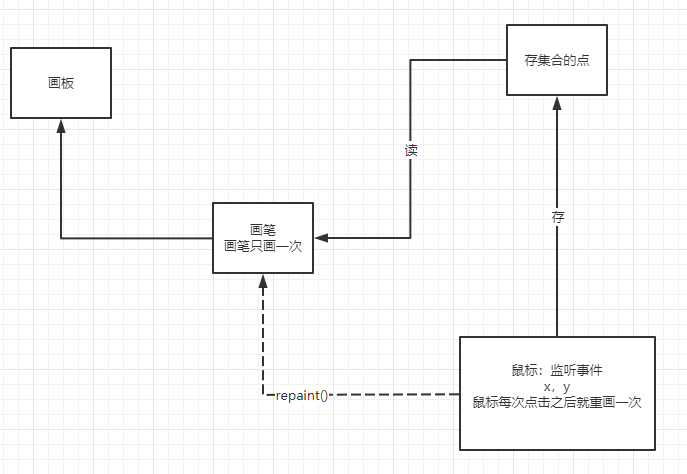 存集合的点
画板
读
画笔
画笔只画一次
存
鼠标：监听事件
x，y
鼠标每次点击之后就重画一次
repaint()